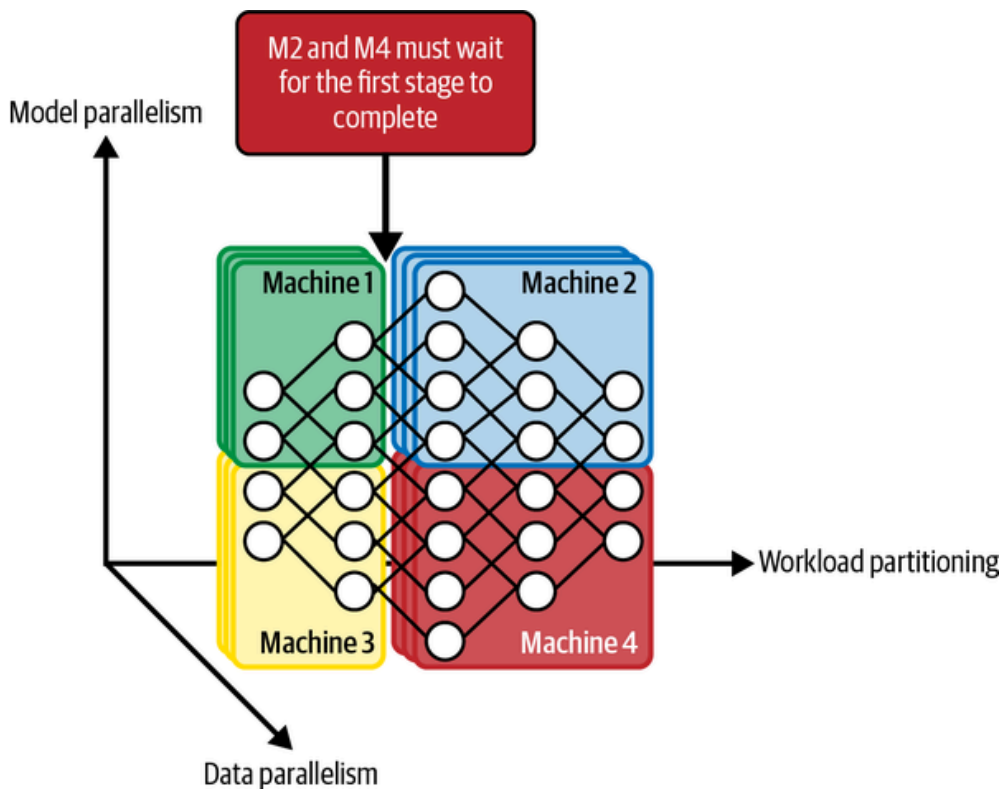 M2 and M4 must wait
for the first stage to
complete
Model parallelism
Machine 1
Machine 2
Workload partitioning
Machine 3
Machine 4
Data parallelism